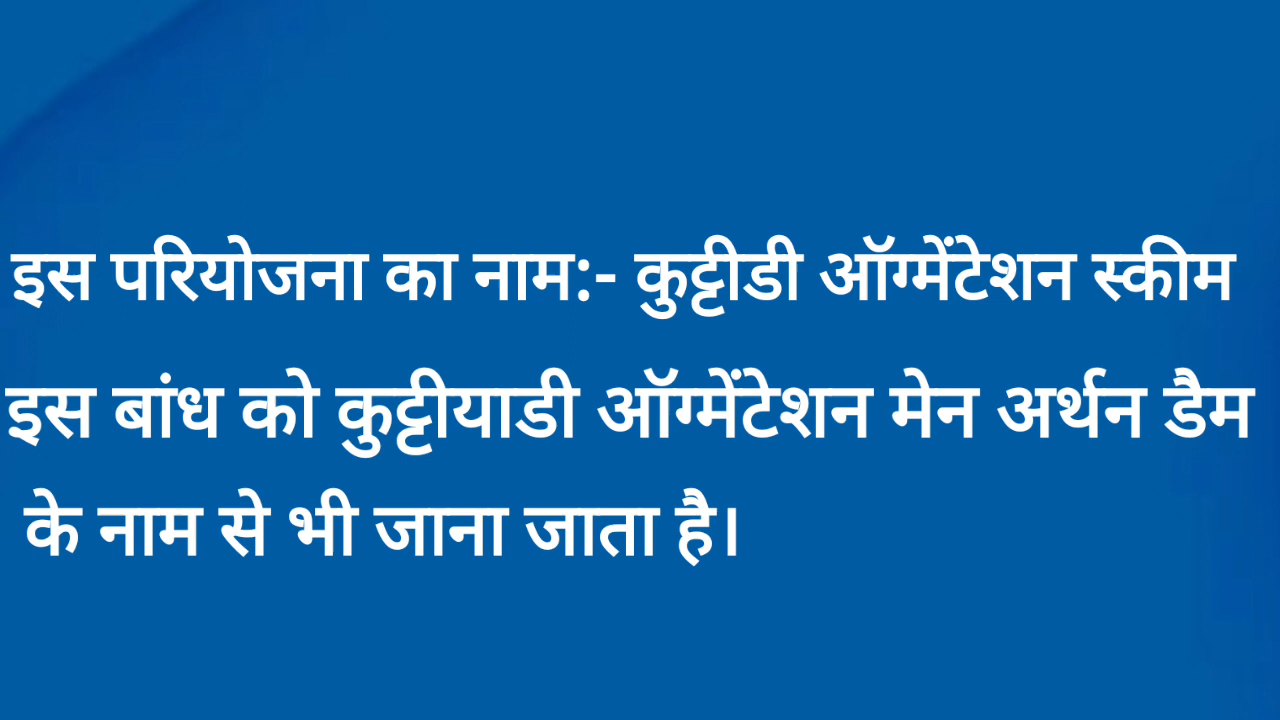 इस परियोजना का नाम:- कुट्टीडी ऑग्मेंटेशन स्कीम
इस बांध को कुट्टीयाडी ऑग्मेंटेशन मेन अर्थन डैम
के नाम से भी जाना जाता है।